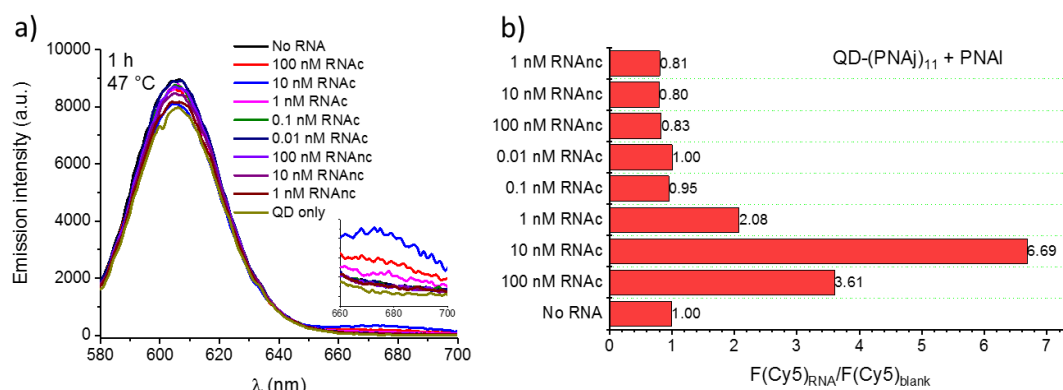 a)
Emission intensity (a.u.)
10000
8000
6000
4000
2000
0
1 h
47 °C
No RNA
100 nM RNAc
10 nM RNAc
1 nM RNAc
0.1 nM RNAc
0.01 nM RNAc
100 nM RNAnc
10 nM RNAnc
1 nM RNAnc
QD only
660 680 700
580 600 620 640 660 680 700
λ (nm)
b)
QD-(PNAj)₁₁ + PNAl
1 nM RNAnc 0.81
10 nM RNAnc 0.80
100 nM RNAnc 0.83
0.01 nM RNAc 1.00
0.1 nM RNAc 0.95
1 nM RNAc 2.08
10 nM RNAc 6.69
100 nM RNAc 3.61
No RNA 1.00
0 1 2 3 4 5 6 7
F(Cy5)RNA/F(Cy5)blank